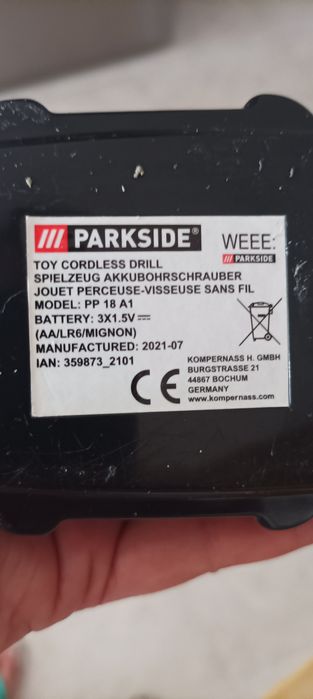 /// PARKSIDE®
WEEE:
/// PARKSIDE
TOY CORDLESS DRILL
SPIELZEUG AKKUBOHRSCHRAUBER
JOUET PERCEUSE-VISSEUSE SANS FIL
MODEL: PP 18 A1
BATTERY: 3X1.5V ⎓
(AA/LR6/MIGNON)
MANUFACTURED: 2021-07
IAN: 359873_2101
CE
KOMPERNASS H. GMBH
BURGSTRASSE 21
44867 BOCHUM
GERMANY
www.kompernass.com